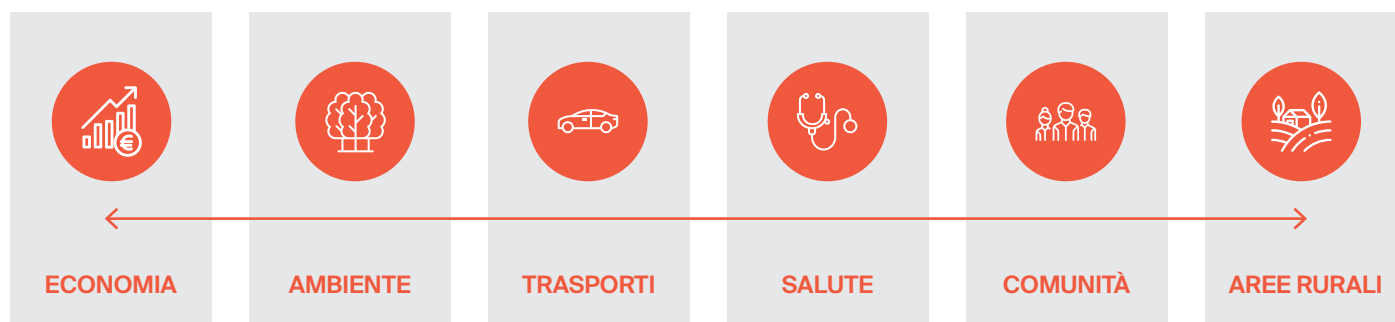 ECONOMIA
AMBIENTE
TRASPORTI
SALUTE
COMUNITÀ
AREE RURALI
€